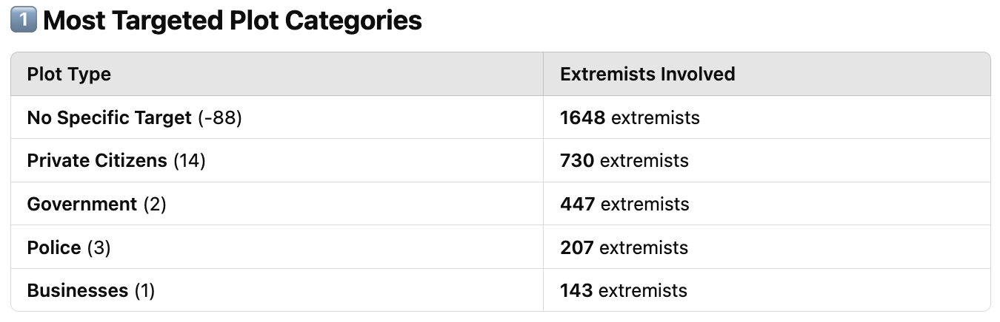 1 Most Targeted Plot Categories
Plot Type Extremists Involved
No Specific Target (-88) 1648 extremists
Private Citizens (14) 730 extremists
Government (2) 447 extremists
Police (3) 207 extremists
Businesses (1) 143 extremists